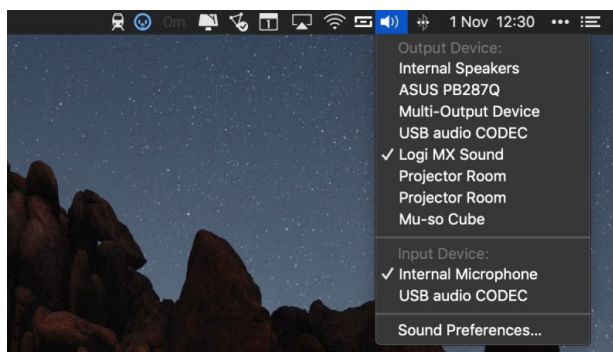 0m 1 1 Nov 12:30
Output Device:
Internal Speakers
ASUS PB287Q
Multi-Output Device
USB audio CODEC
✓ Logi MX Sound
Projector Room
Projector Room
Mu-so Cube
Input Device:
✓ Internal Microphone
USB audio CODEC
Sound Preferences...